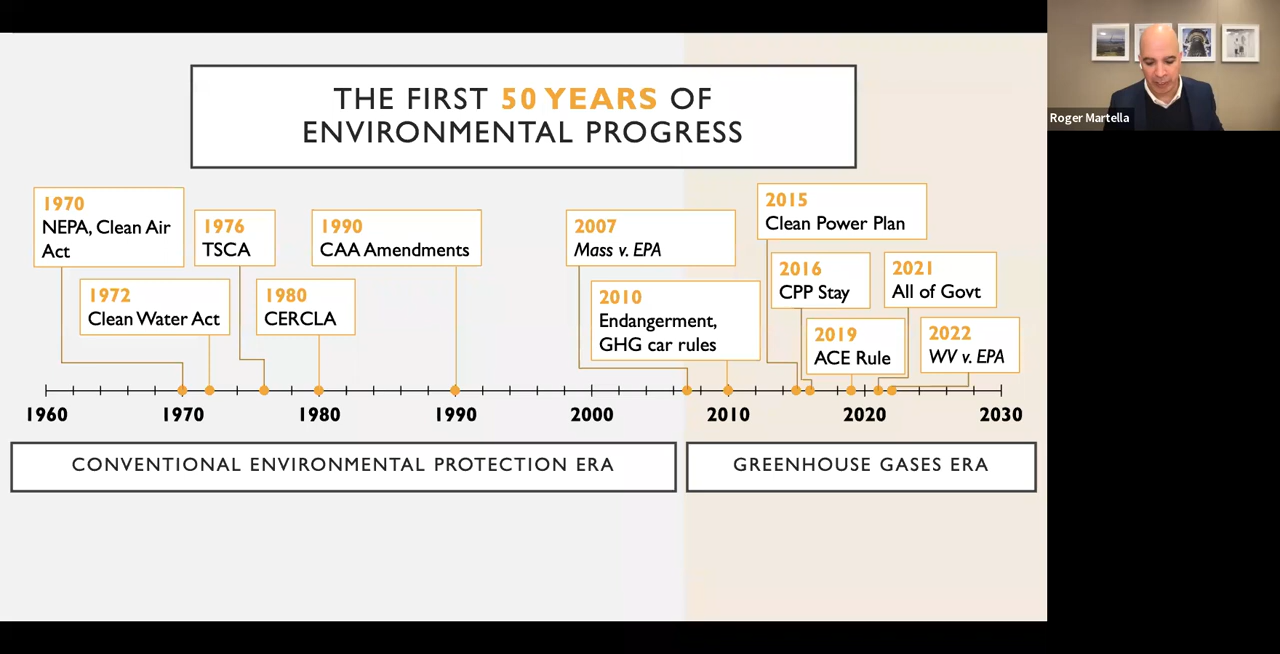 THE FIRST 50 YEARS OF
ENVIRONMENTAL PROGRESS
Roger Martella
1970
NEPA, Clean Air
Act
1972
Clean Water Act
1976
TSCA
1980
CERCLA
1990
CAA Amendments
2007
Mass v. EPA
2010
Endangerment,
GHG car rules
2015
Clean Power Plan
2016
CPP Stay
2019
ACE Rule
2021
All of Govt
2022
WV v. EPA
1960 1970 1980 1990 2000 2010 2020 2030
CONVENTIONAL ENVIRONMENTAL PROTECTION ERA
GREENHOUSE GASES ERA